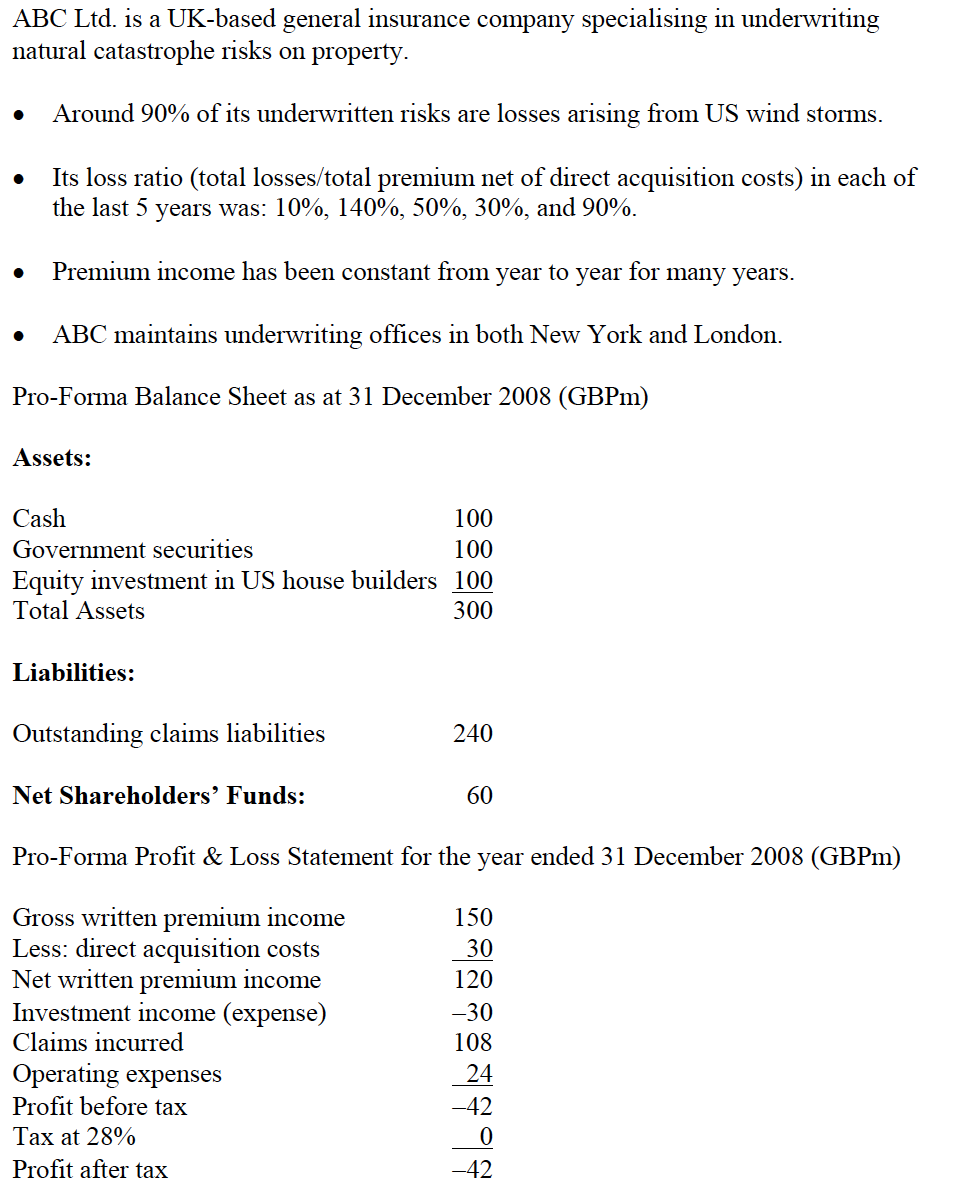 ABC Ltd. is a UK-based general insurance company specialising in underwriting
natural catastrophe risks on property.
• Around 90% of its underwritten risks are losses arising from US wind storms.
• Its loss ratio (total losses/total premium net of direct acquisition costs) in each of
the last 5 years was: 10%, 140%, 50%, 30%, and 90%.
• Premium income has been constant from year to year for many years.
• ABC maintains underwriting offices in both New York and London.
Pro-Forma Balance Sheet as at 31 December 2008 (GBPm)
Assets:
Cash 100
Government securities 100
Equity investment in US house builders 100
Total Assets 300
Liabilities:
Outstanding claims liabilities 240
Net Shareholders’ Funds: 60
Pro-Forma Profit & Loss Statement for the year ended 31 December 2008 (GBPm)
Gross written premium income 150
Less: direct acquisition costs 30
Net written premium income 120
Investment income (expense) –30
Claims incurred 108
Operating expenses 24
Profit before tax –42
Tax at 28% 0
Profit after tax –42